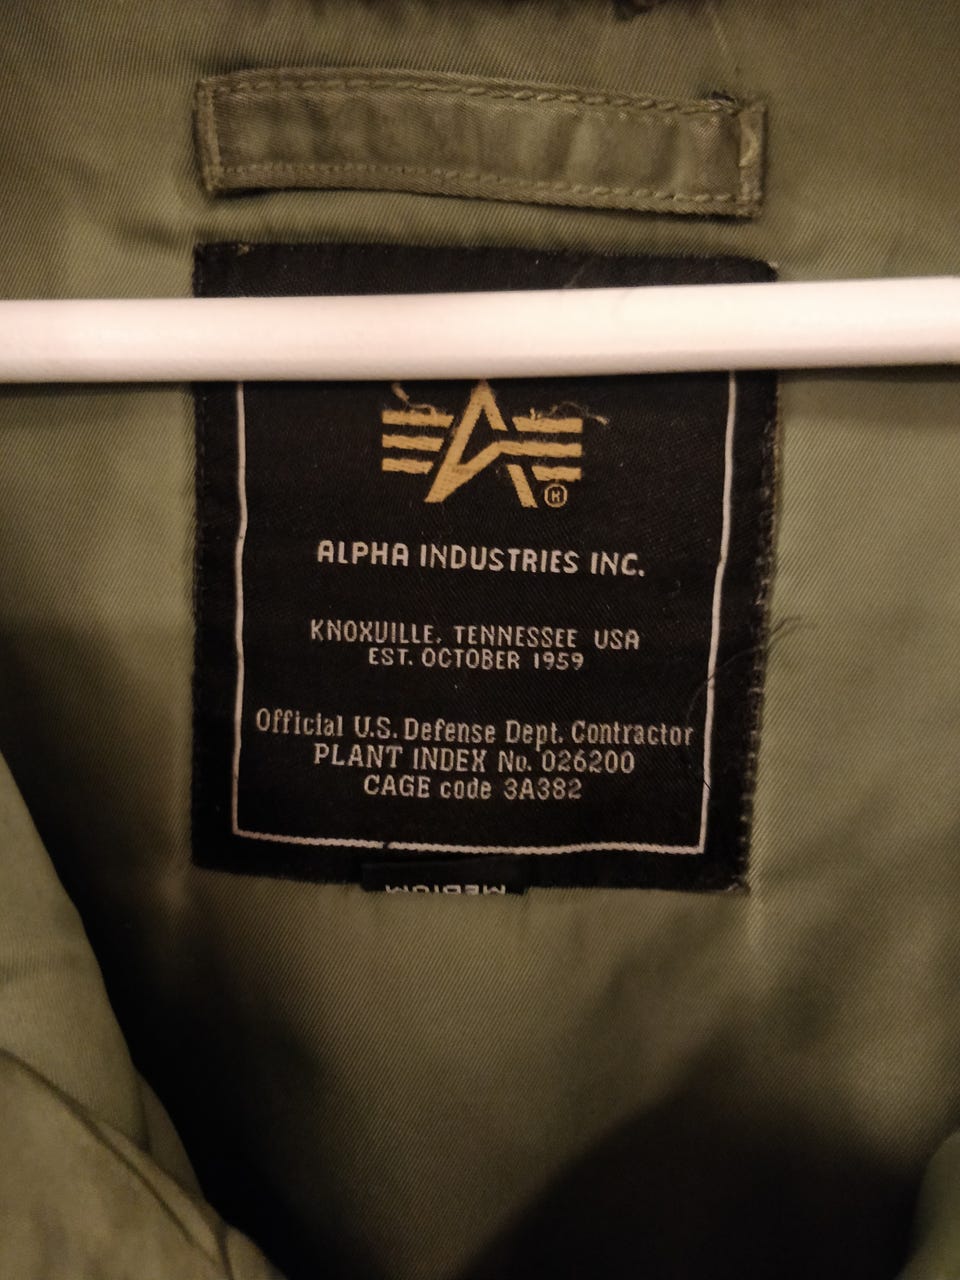 ALPHA INDUSTRIES INC.
KNOXVILLE, TENNESSEE USA
EST. OCTOBER 1959
Official U.S. Defense Dept. Contractor
PLANT INDEX No. 026200
CAGE code 3A382
MEDIUM